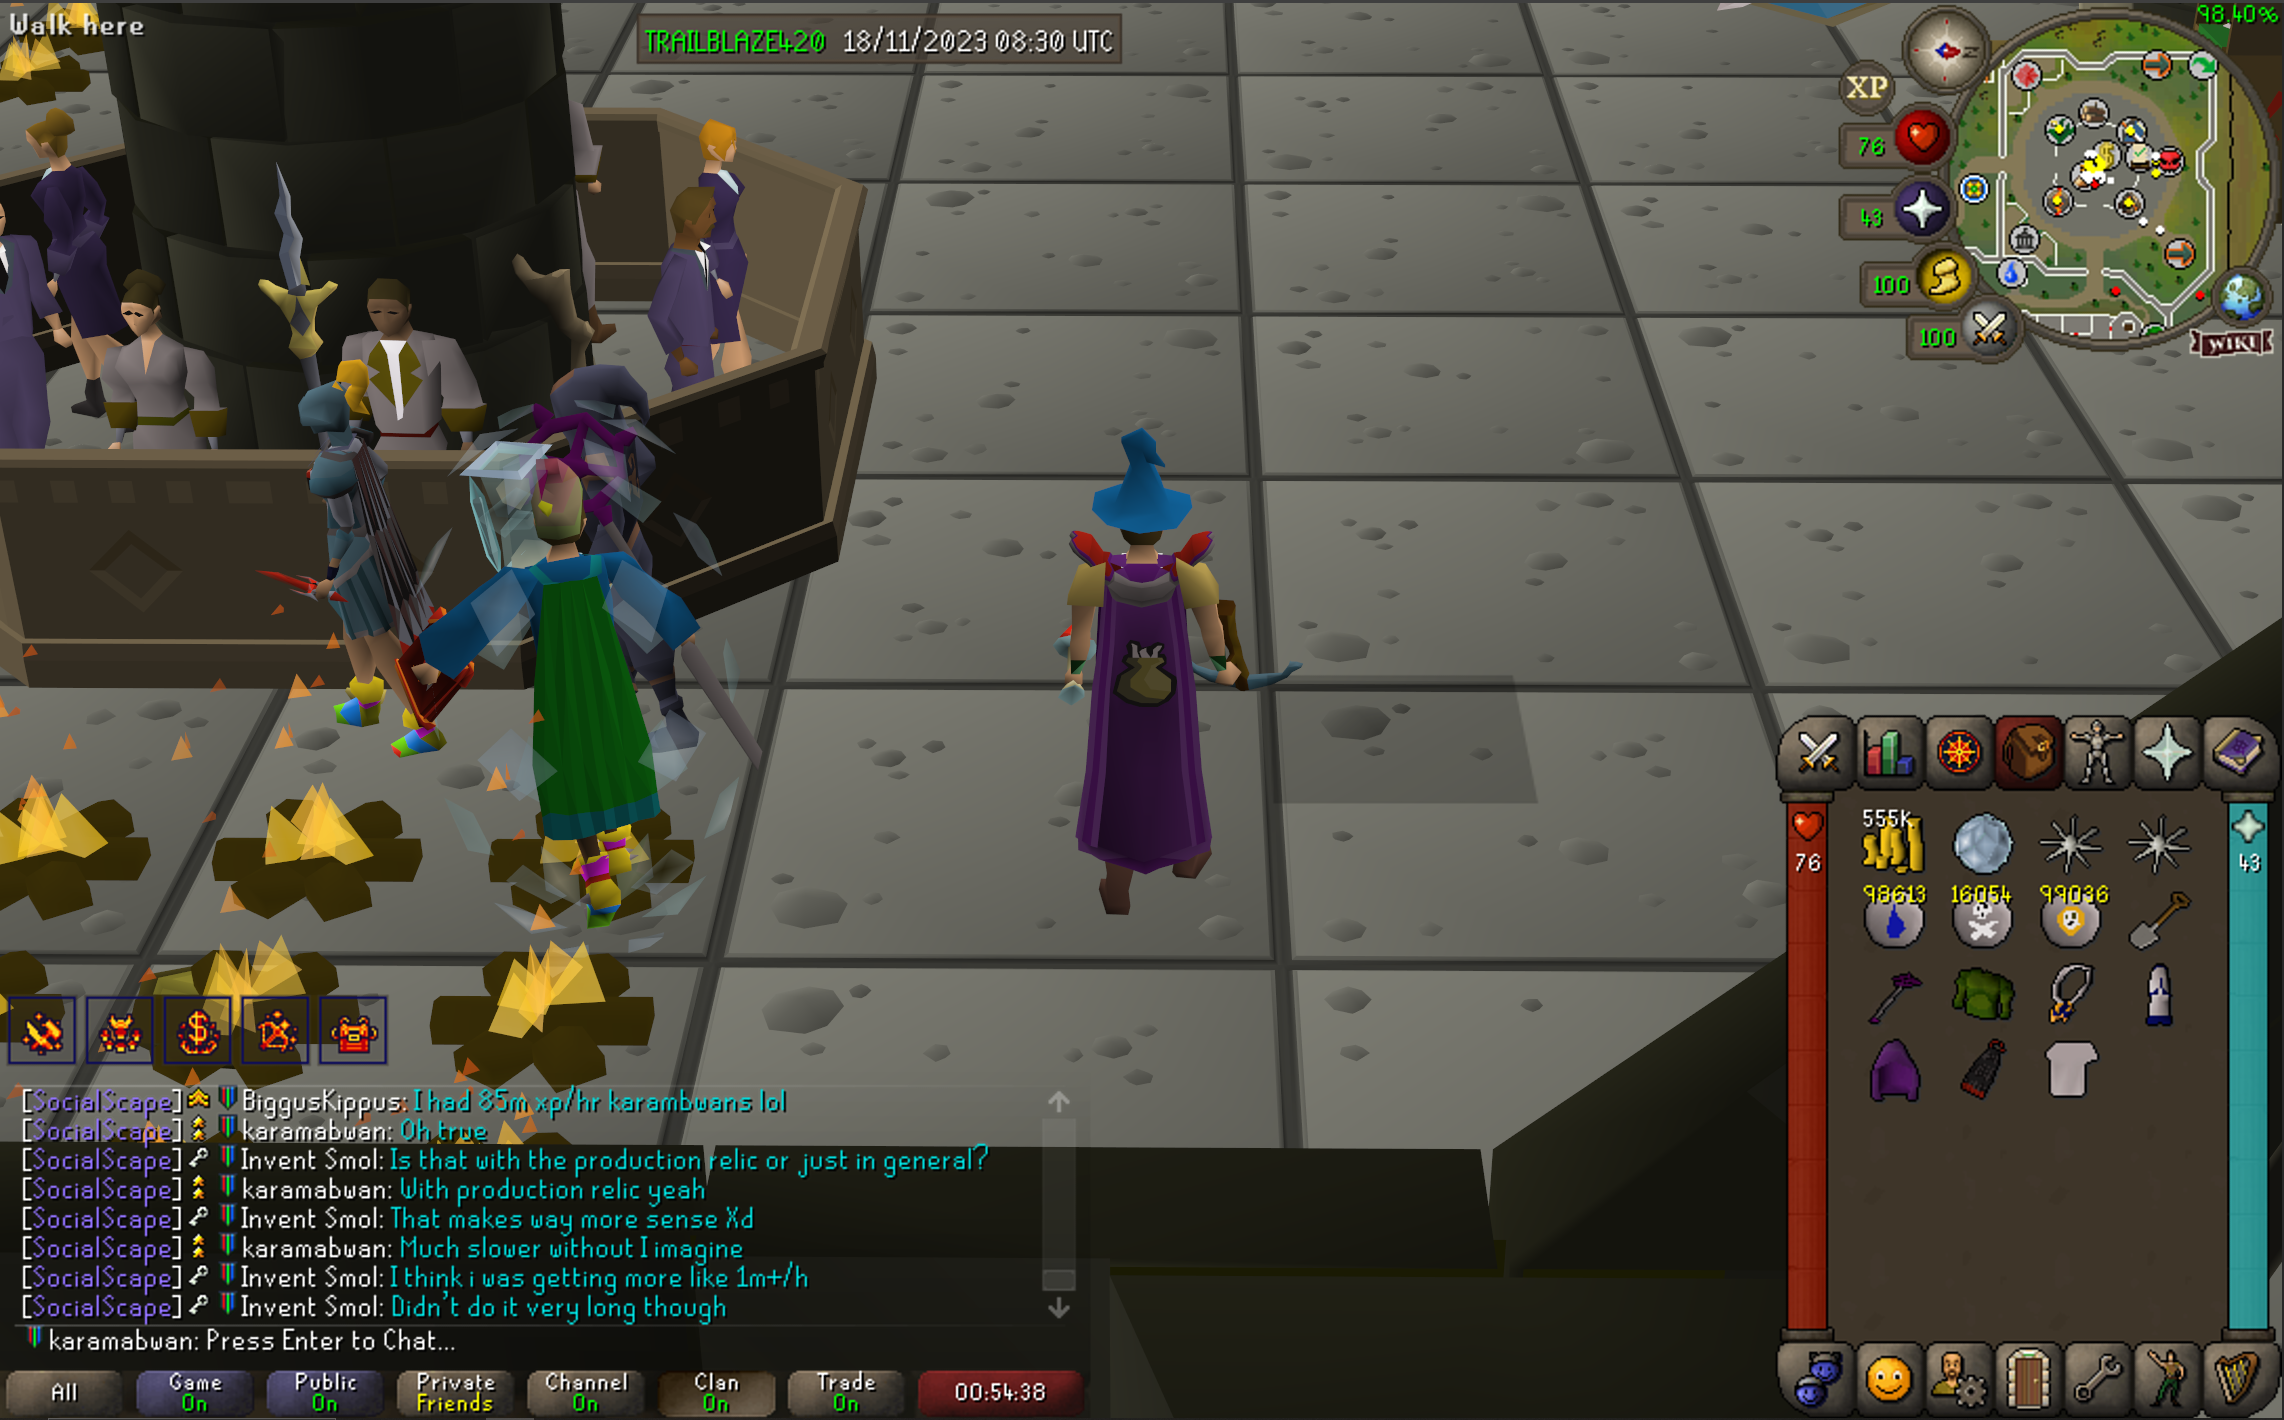 Walk here
TRAILBLAZE420 18/11/2023 08:30 UTC
98.40%
XP
76
43
100
100
WIKI
555K
76
43
98613 16054 99036
[SocialScape] BiggusKippus: I had 85m xp/hr karambwans lol
[SocialScape] karamabwan: Oh true
[SocialScape] Invent Smol: Is that with the production relic or just in general?
[SocialScape] karamabwan: With production relic yeah
[SocialScape] Invent Smol: That makes way more sense Xd
[SocialScape] karamabwan: Much slower without I imagine
[SocialScape] Invent Smol: I think i was getting more like 1m+/h
[SocialScape] Invent Smol: Didn't do it very long though
karamabwan: Press Enter to Chat...
All Game Public Private Channel Clan Trade 00:54:38
On On Friends On On On